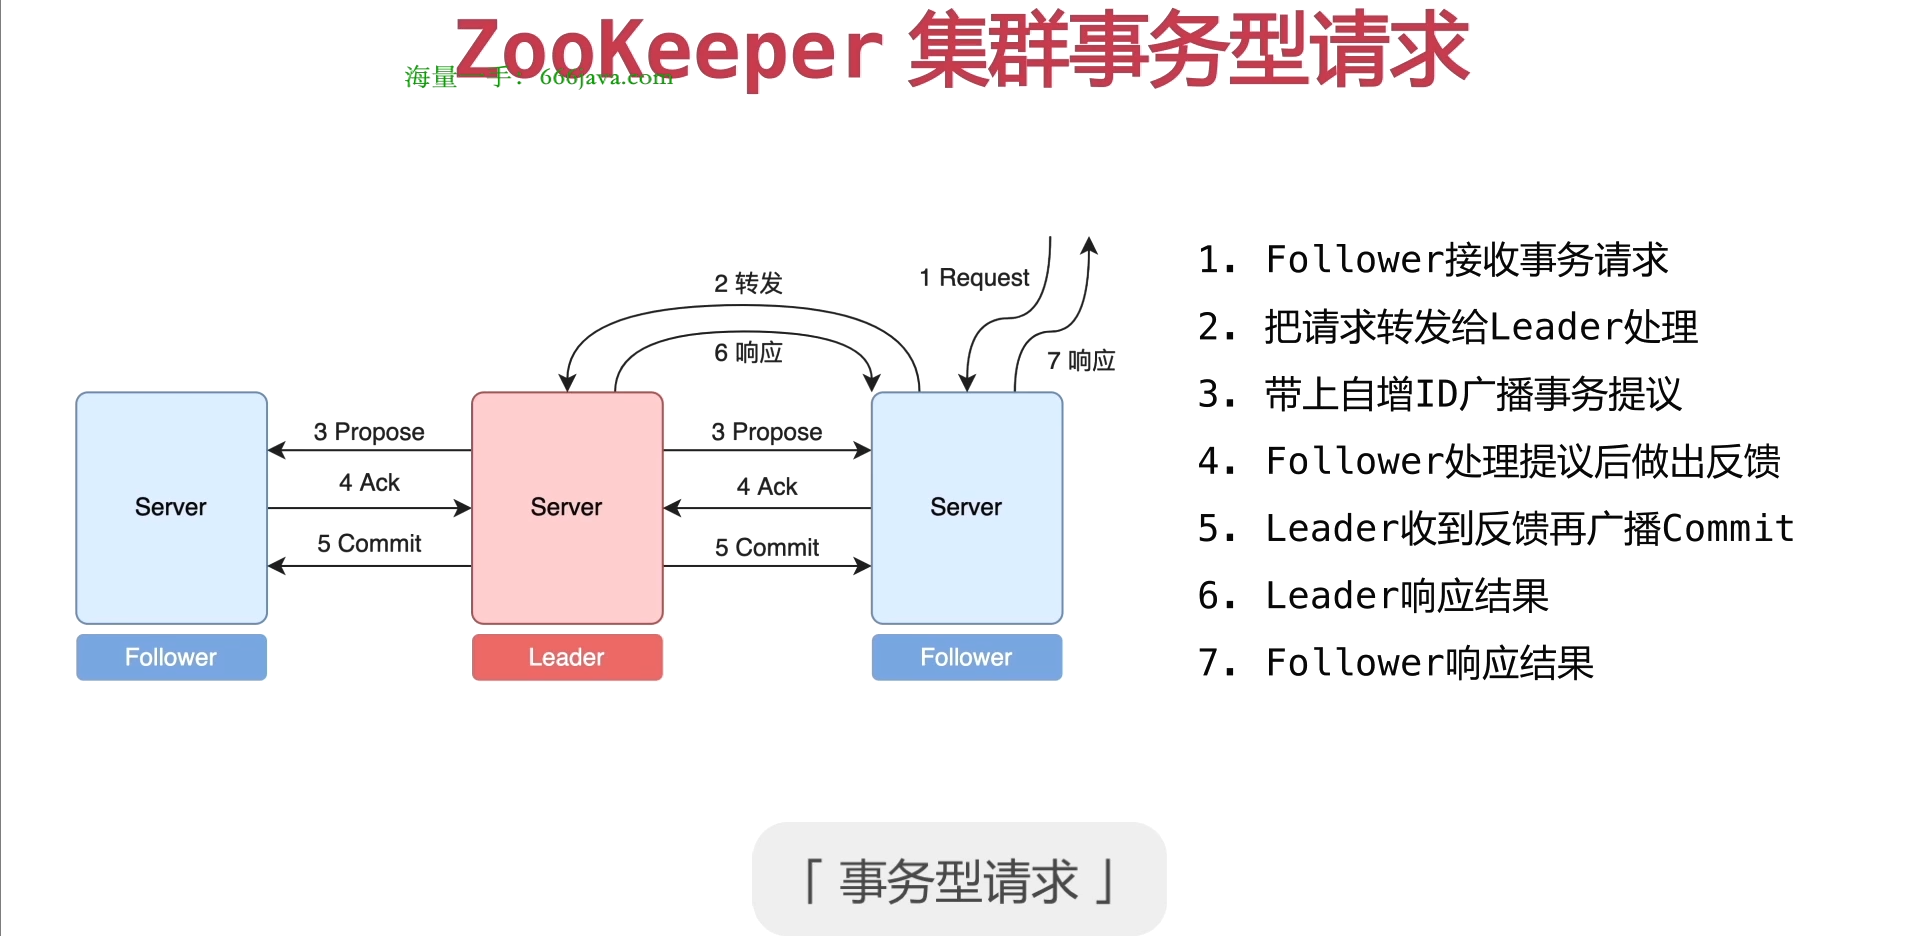 ZooKeeper 集群事务型请求
海量一手：666java.com
1 Request
2 转发
6 响应
7 响应
3 Propose
3 Propose
4 Ack
4 Ack
Server
Server
Server
5 Commit
5 Commit
Follower
Leader
Follower
1. Follower接收事务请求
2. 把请求转发给Leader处理
3. 带上自增ID广播事务提议
4. Follower处理提议后做出反馈
5. Leader收到反馈再广播Commit
6. Leader响应结果
7. Follower响应结果
「 事务型请求 」